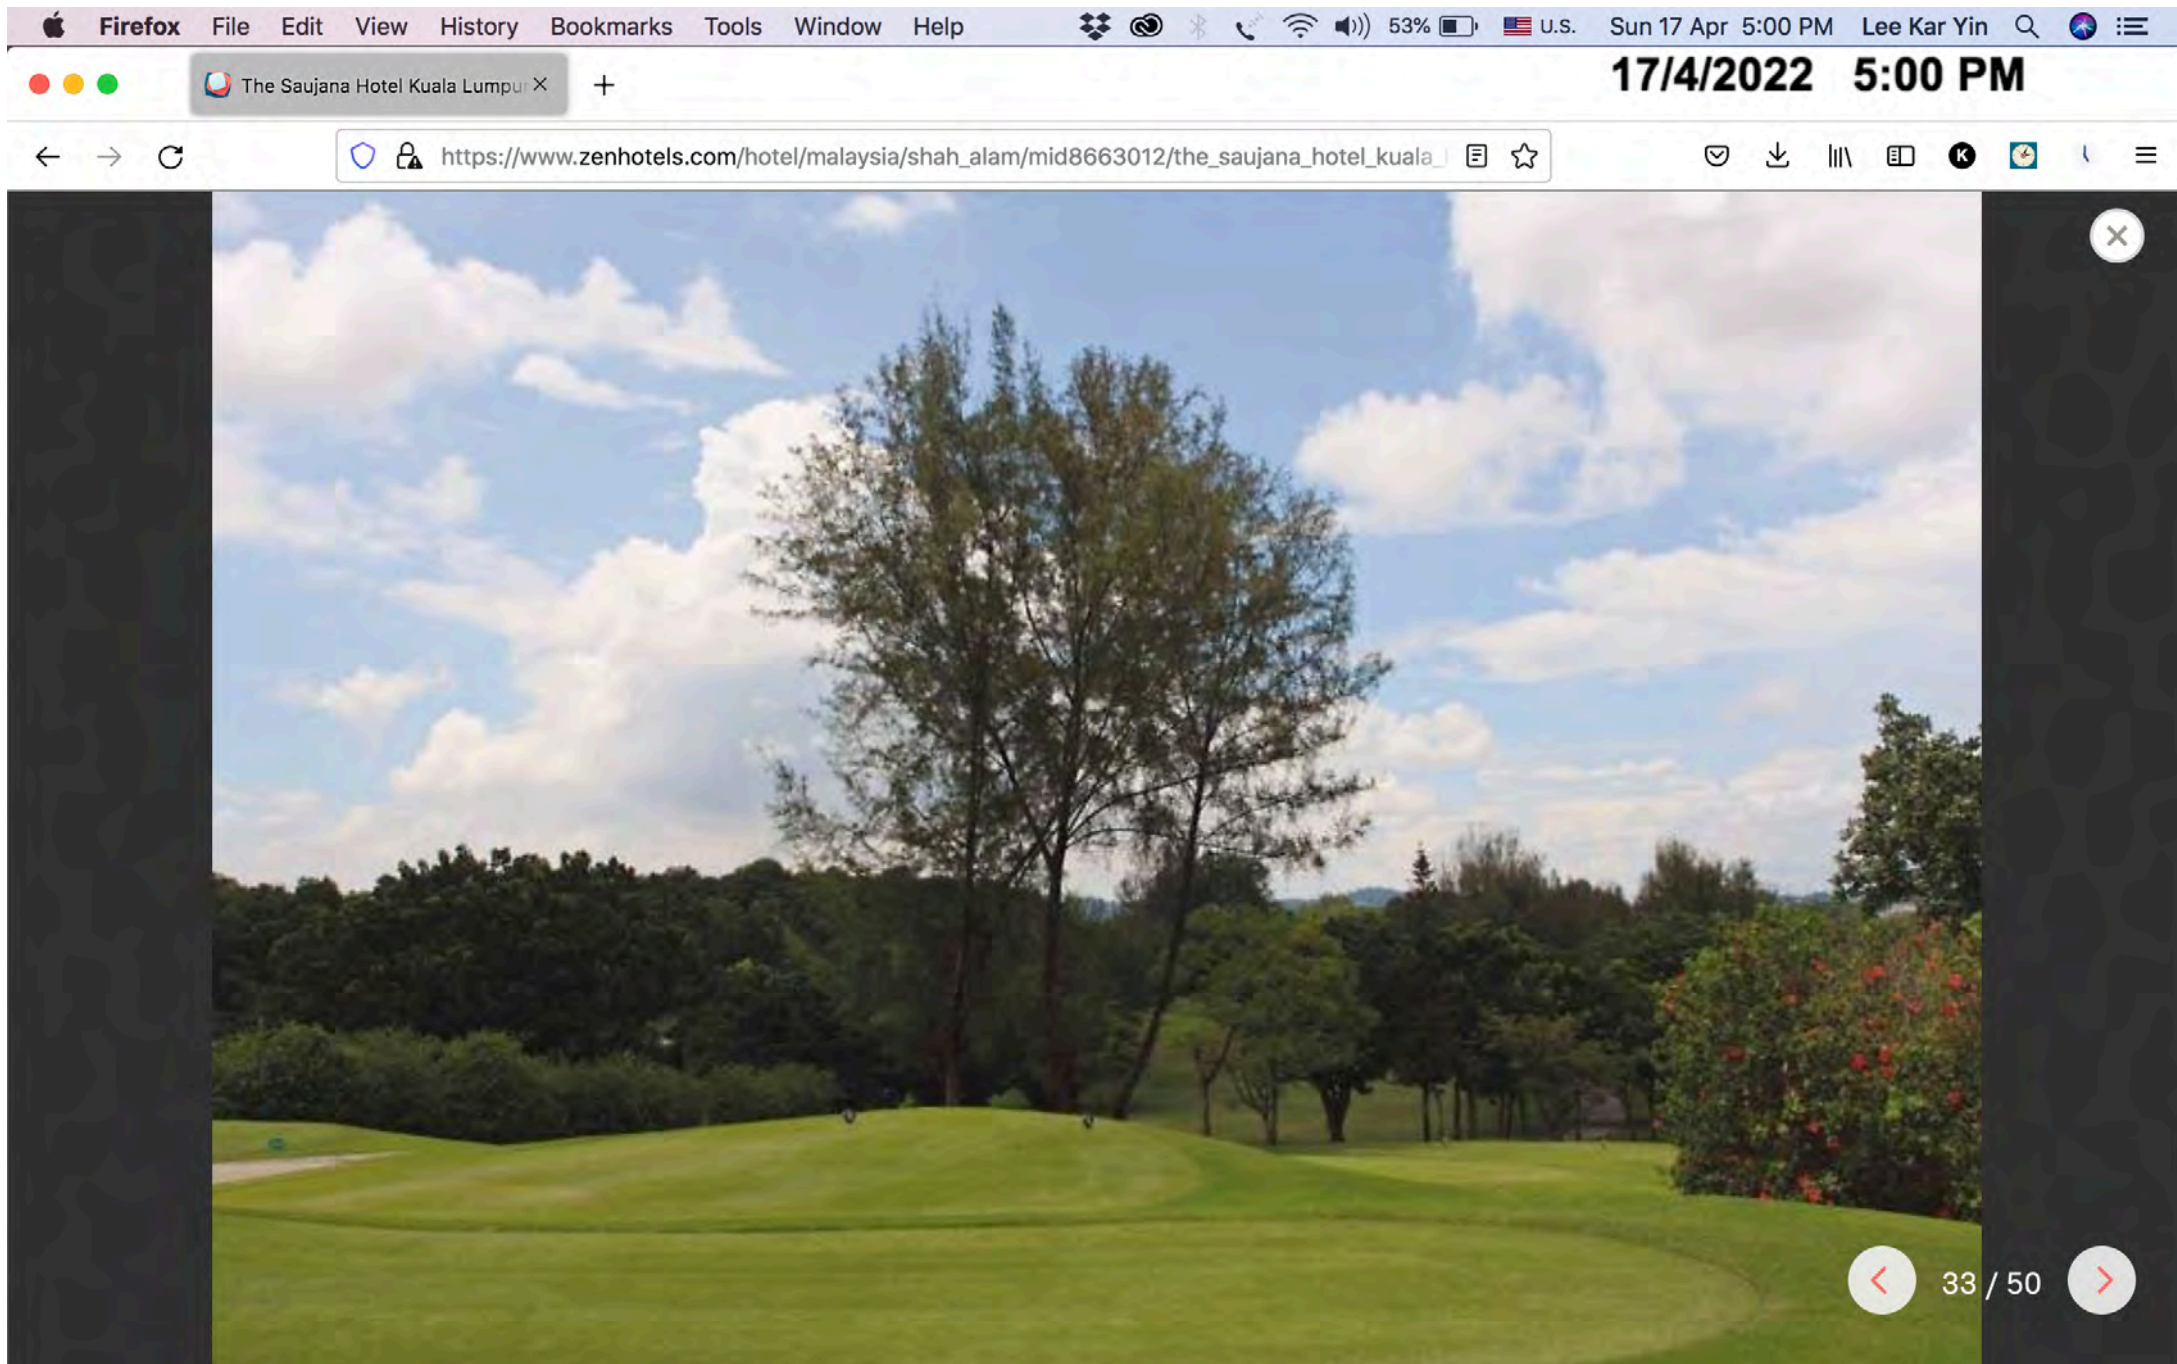 Firefox File Edit View History Bookmarks Tools Window Help 53% U.S. Sun 17 Apr 5:00 PM Lee Kar Yin
The Saujana Hotel Kuala Lumpur
17/4/2022 5:00 PM
https://www.zenhotels.com/hotel/malaysia/shah_alam/mid8663012/the_saujana_hotel_kuala_
K
33 / 50